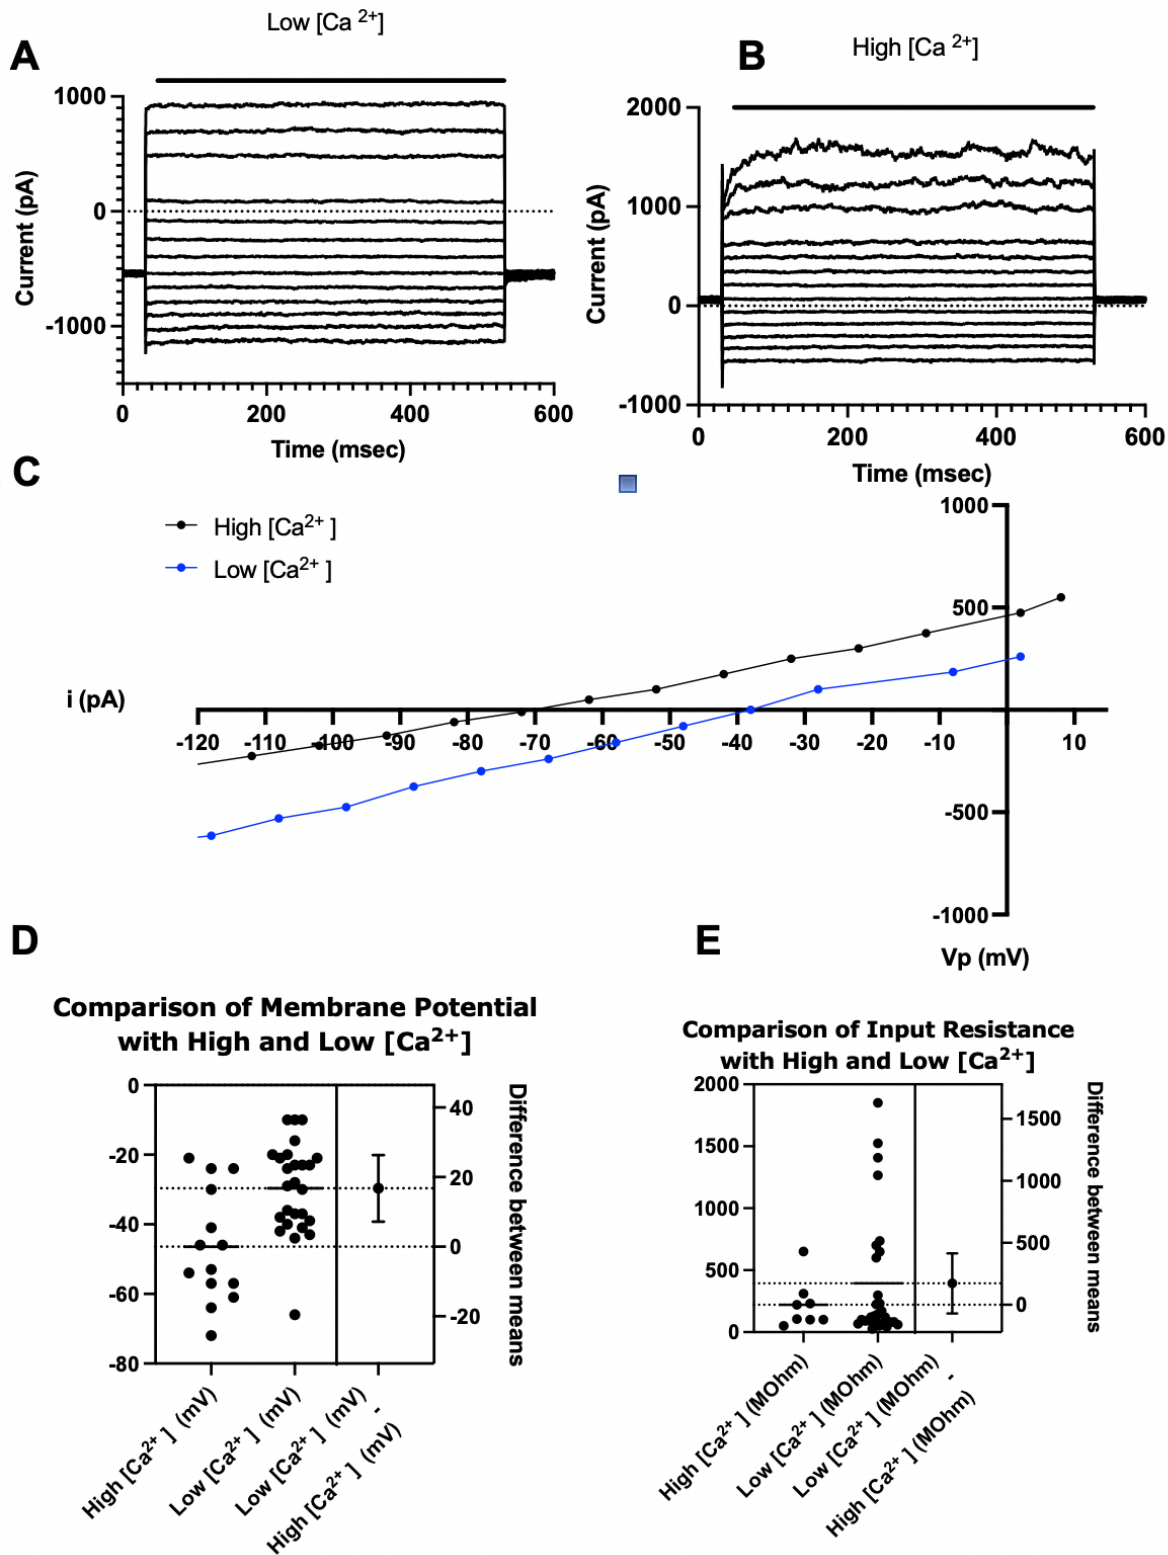 A
Low [Ca 2+]
1000
0
-1000
Current (pA)
0
200
400
600
Time (msec)
B
High [Ca 2+]
2000
1000
0
-1000
Current (pA)
0
200
400
600
Time (msec)
C
High [Ca2+ ]
Low [Ca2+ ]
i (pA)
1000
500
-500
-1000
-120
-110
-100
-90
-80
-70
-60
-50
-40
-30
-20
-10
10
Vp (mV)
D
Comparison of Membrane Potential
with High and Low [Ca2+]
0
-20
-40
-60
-80
40
20
0
-20
Difference between means
High [Ca2+ ] (mV)
Low [Ca2+ ] (mV)
Low [Ca2+ ] (mV)
-
High [Ca2+ ] (mV)
E
Comparison of Input Resistance
with High and Low [Ca2+]
2000
1500
1000
500
0
1500
1000
500
0
Difference between means
High [Ca2+ ] (MOhm)
Low [Ca2+ ] (MOhm)
Low [Ca2+ ] (MOhm)
-
High [Ca2+ ] (MOhm)